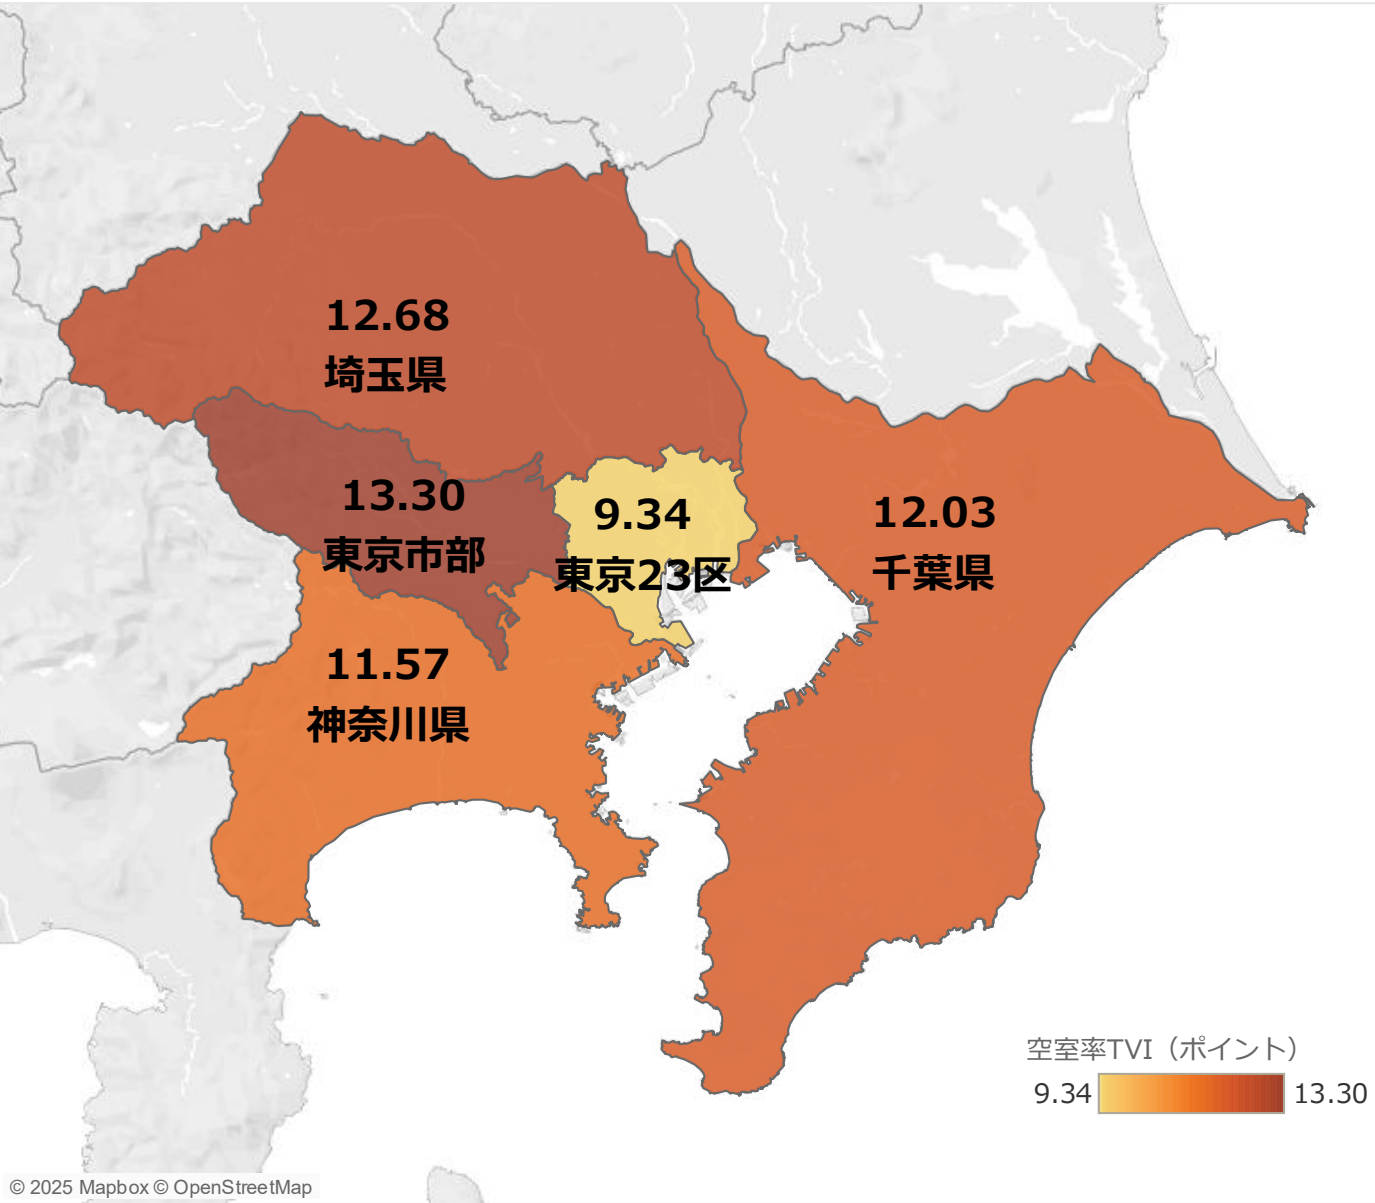 12.68
埼玉県
13.30
東京市部
9.34
東京23区
12.03
千葉県
11.57
神奈川県
空室率TVI（ポイント）
9.34 13.30
© 2025 Mapbox © OpenStreetMap